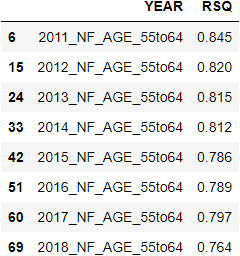 YEAR RSQ
6 2011_NF_AGE_55to64 0.845
15 2012_NF_AGE_55to64 0.820
24 2013_NF_AGE_55to64 0.815
33 2014_NF_AGE_55to64 0.812
42 2015_NF_AGE_55to64 0.786
51 2016_NF_AGE_55to64 0.789
60 2017_NF_AGE_55to64 0.797
69 2018_NF_AGE_55to64 0.764